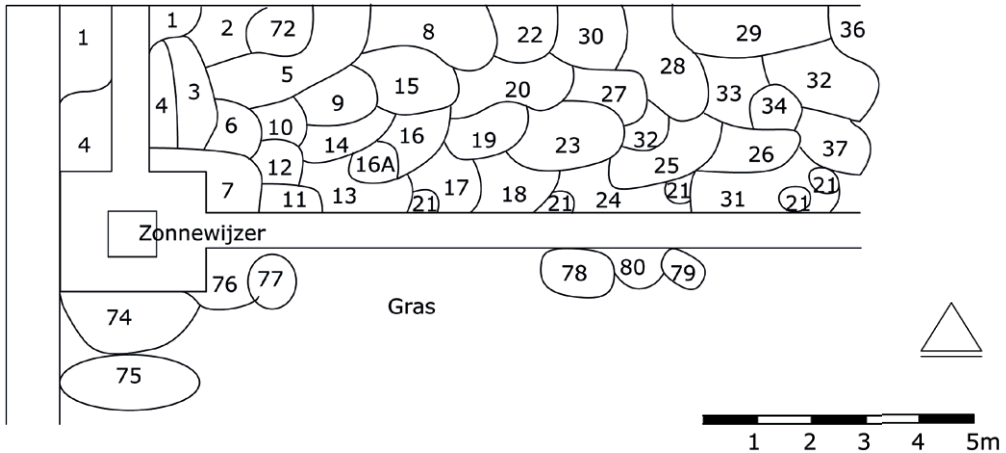 1 1 2 72 8 22 30 29 36
4 3 5 9 15 20 27 28 33 34 32
4 6 10 14 16 19 23 32 25 26 37
12 16A
7 11 13 21 17 18 21 24 21 31 21 21
Zonnewijzer
76 77 78 80 79
74 Gras
75
1 2 3 4 5m